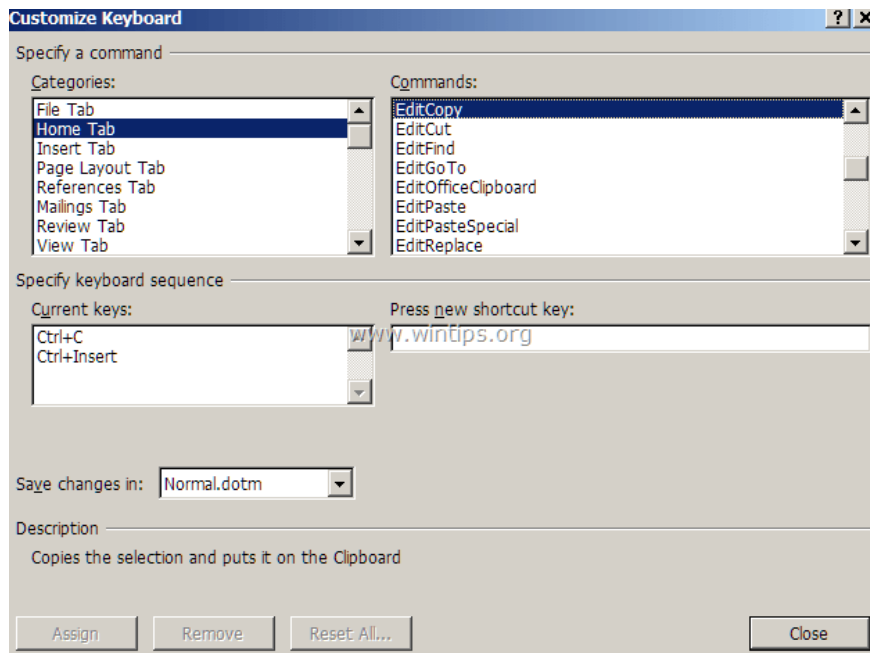 Customize Keyboard
Specify a command
Categories:
File Tab
Home Tab
Insert Tab
Page Layout Tab
References Tab
Mailings Tab
Review Tab
View Tab
Commands:
EditCopy
EditCut
EditFind
EditGoTo
EditOfficeClipboard
EditPaste
EditPasteSpecial
EditReplace
Specify keyboard sequence
Current keys:
Ctrl+C
Ctrl+Insert
Press new shortcut key:
www.wintips.org
Save changes in: Normal.dotm
Description
Copies the selection and puts it on the Clipboard
Assign Remove Reset All... Close